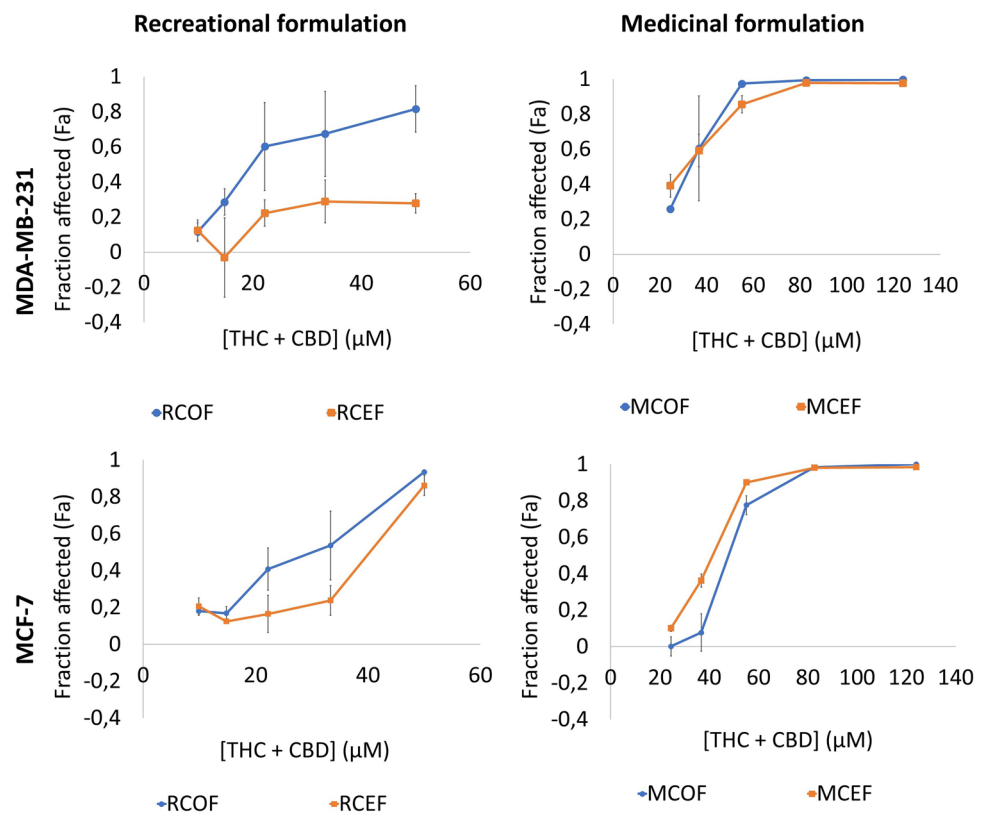 Recreational formulation
Medicinal formulation
MDA-MB-231
Fraction affected (Fa)
1
0,8
0,6
0,4
0,2
0
-0,2
-0,4
0 20 40 60
[THC + CBD] (µM)
RCOF RCEF
Fraction affected (Fa)
1
0,8
0,6
0,4
0,2
0
-0,2
-0,4
0 20 40 60 80 100 120 140
[THC + CBD] (µM)
MCOF MCEF
MCF-7
Fraction affected (Fa)
1
0,8
0,6
0,4
0,2
0
-0,2
-0,4
0 20 40 60
[THC + CBD] (µM)
RCOF RCEF
Fraction affected (Fa)
1
0,8
0,6
0,4
0,2
0
-0,2
-0,4
0 20 40 60 80 100 120 140
[THC + CBD] (µM)
MCOF MCEF